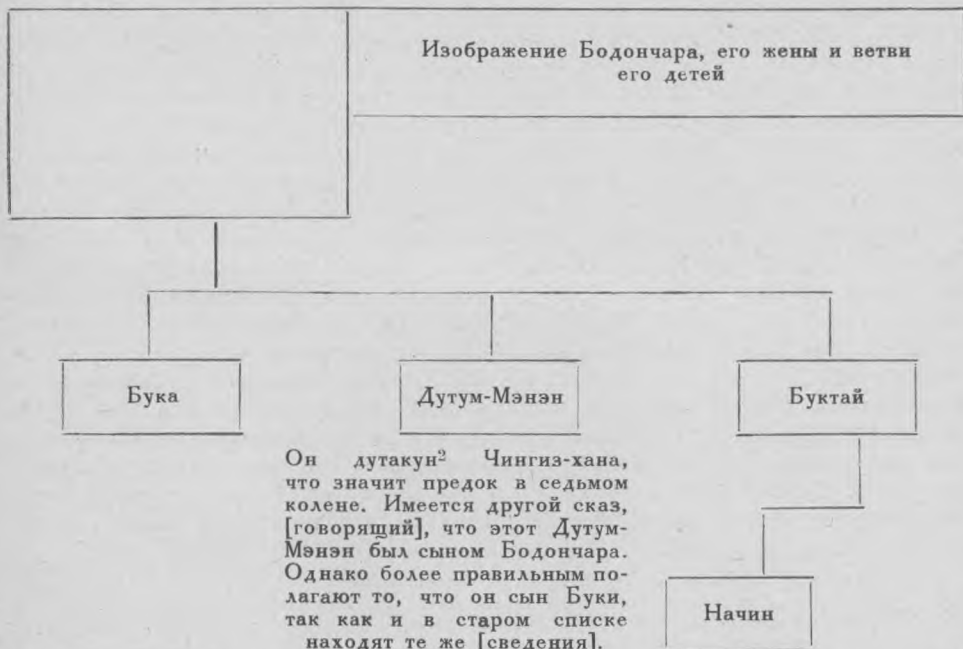 Изображение Бодончара, его жены и ветви
его детей
Бука
Дутум-Мэнэн
Буктай
Он дутакун² Чингиз-хана,
что значит предок в седьмом
колене. Имеется другой сказ,
[говорящий], что этот Дутум-
Мэнэн был сыном Бодончара.
Однако более правильным по-
лагают то, что он сын Буки,
так как и в старом списке
находят те же [сведения].
Начин